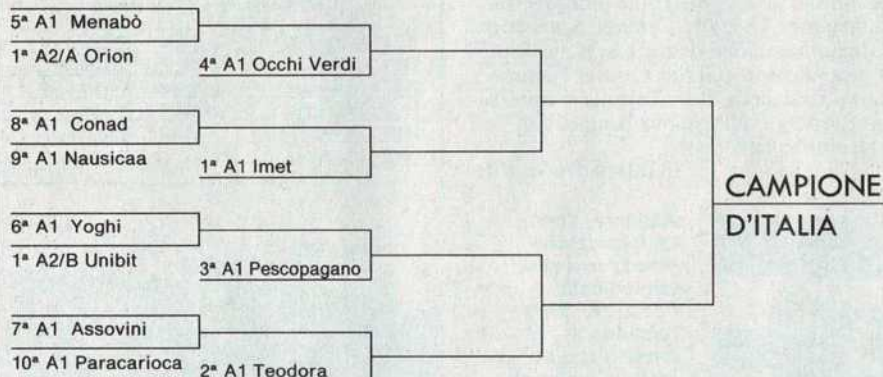 5ª A1 Menabò
1ª A2/A Orion
4ª A1 Occhi Verdi
8ª A1 Conad
9ª A1 Nausicaa
1ª A1 Imet
6ª A1 Yoghi
1ª A2/B Unibit
3ª A1 Pescopagano
7ª A1 Assovini
10ª A1 Paracarioca
2ª A1 Teodora
CAMPIONE
D'ITALIA